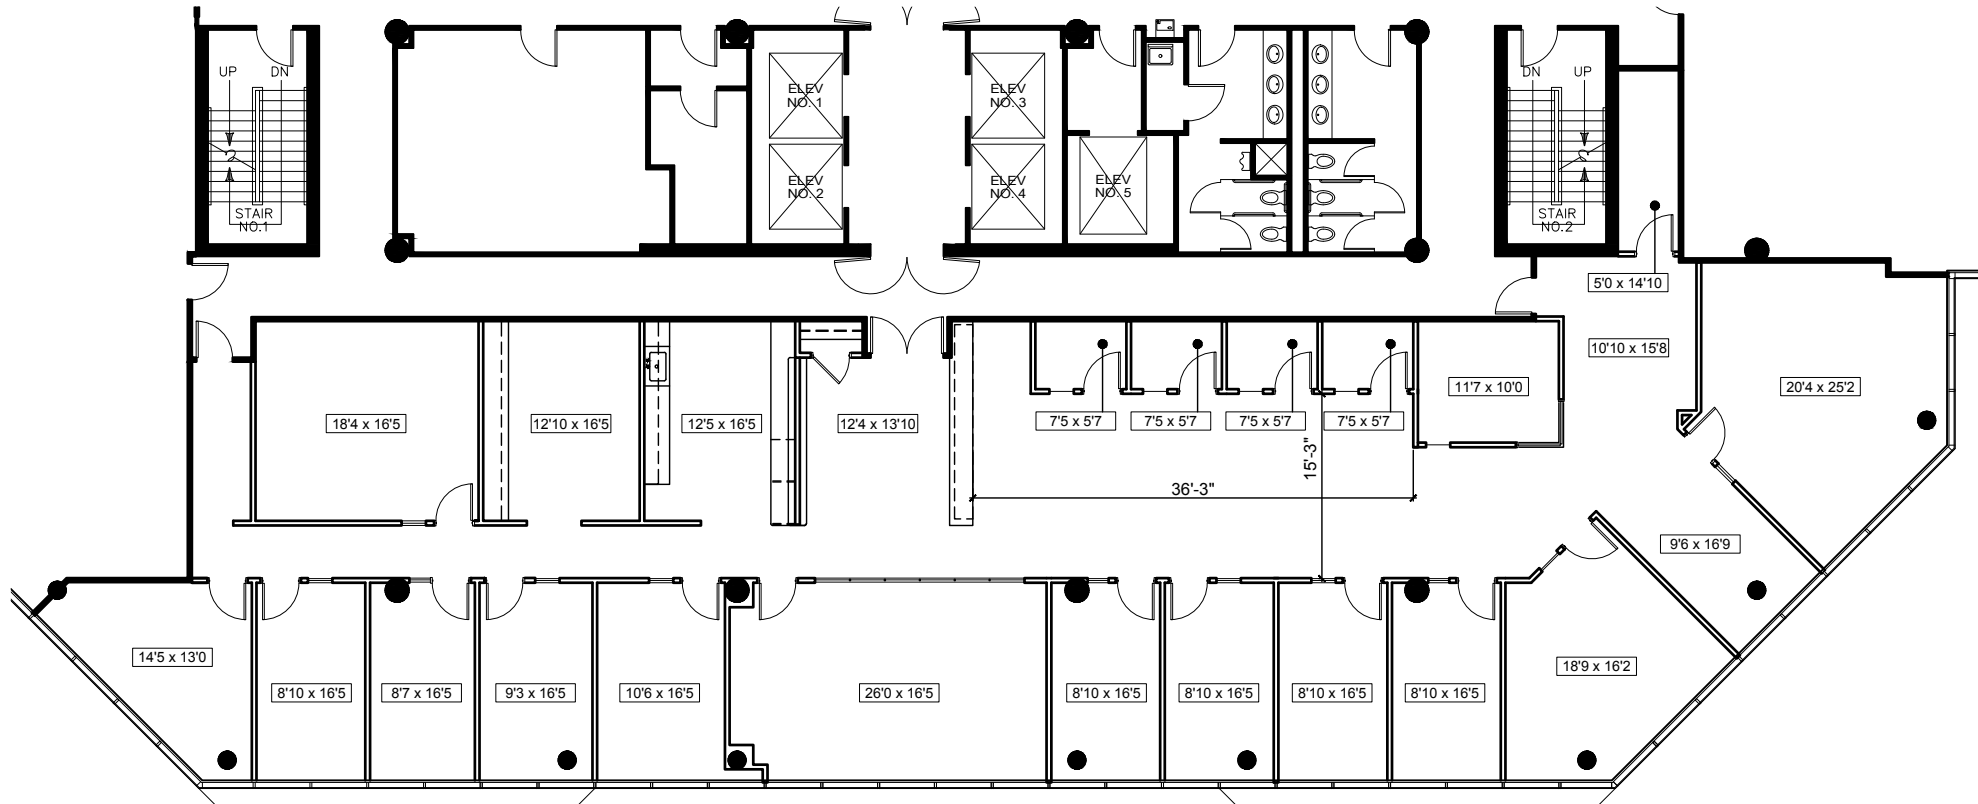 UP
DN
STAIR
NO.1
ELEV
NO. 1
ELEV
NO. 2
ELEV
NO. 3
ELEV
NO. 4
ELEV
NO. 5
DN
UP
STAIR
NO.2
5'0 x 14'10
10'10 x 15'8
20'4 x 25'2
11'7 x 10'0
18'4 x 16'5
12'10 x 16'5
12'5 x 16'5
12'4 x 13'10
7'5 x 5'7
7'5 x 5'7
7'5 x 5'7
7'5 x 5'7
15'-3"
36'-3"
9'6 x 16'9
14'5 x 13'0
18'9 x 16'2
8'10 x 16'5
8'7 x 16'5
9'3 x 16'5
10'6 x 16'5
26'0 x 16'5
8'10 x 16'5
8'10 x 16'5
8'10 x 16'5
8'10 x 16'5